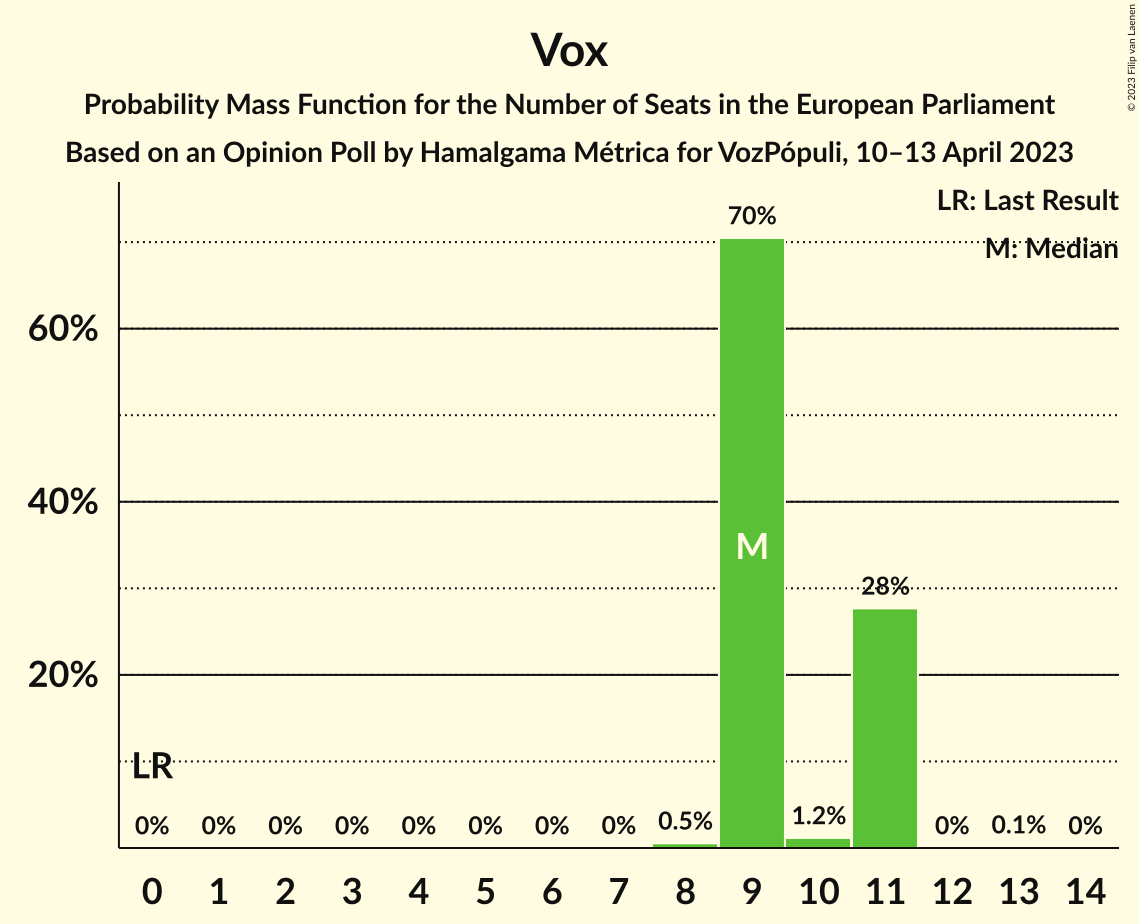 Vox
Probability Mass Function for the Number of Seats in the European Parliament
Based on an Opinion Poll by Hamalgama Métrica for VozPópuli, 10–13 April 2023
© 2023 Filip van Laenen
LR: Last Result
M: Median
70%
60%
40%
M
28%
20%
LR
0% 0% 0% 0% 0% 0% 0% 0% 0.5% 1.2% 0% 0.1% 0%
0 1 2 3 4 5 6 7 8 9 10 11 12 13 14